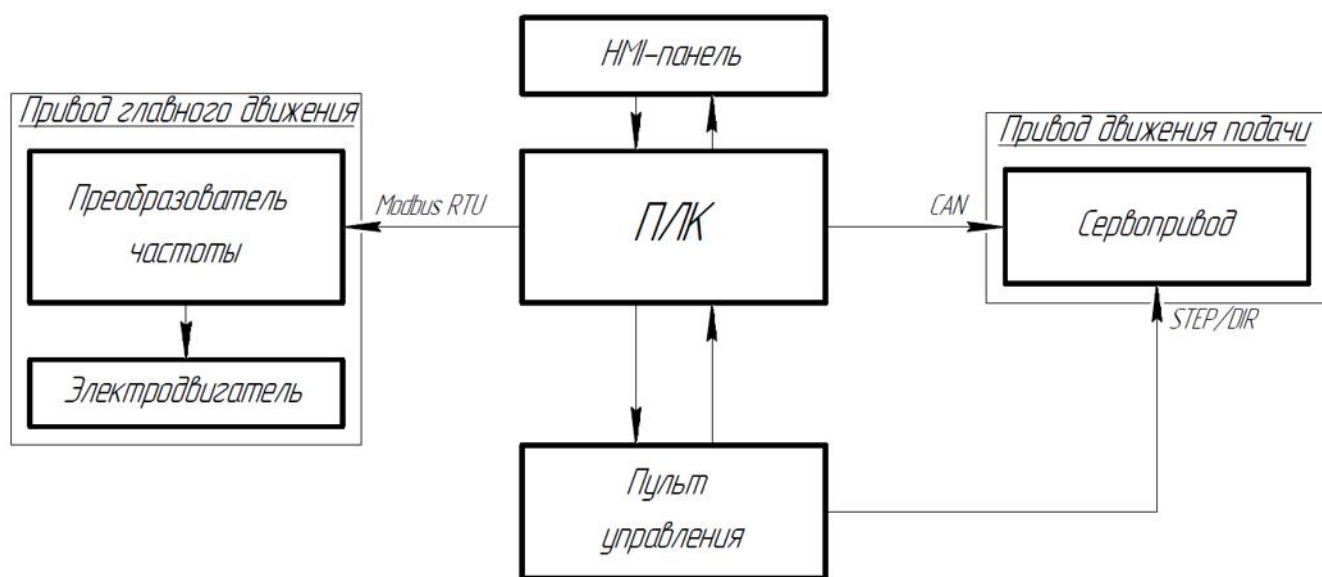 HMI-панель
Привод главного движения
Привод движения подачи
Преобразователь
частоты
Modbus RTU
ПЛК
CAN
Сервопривод
STEP/DIR
Электродвигатель
Пульт
управления